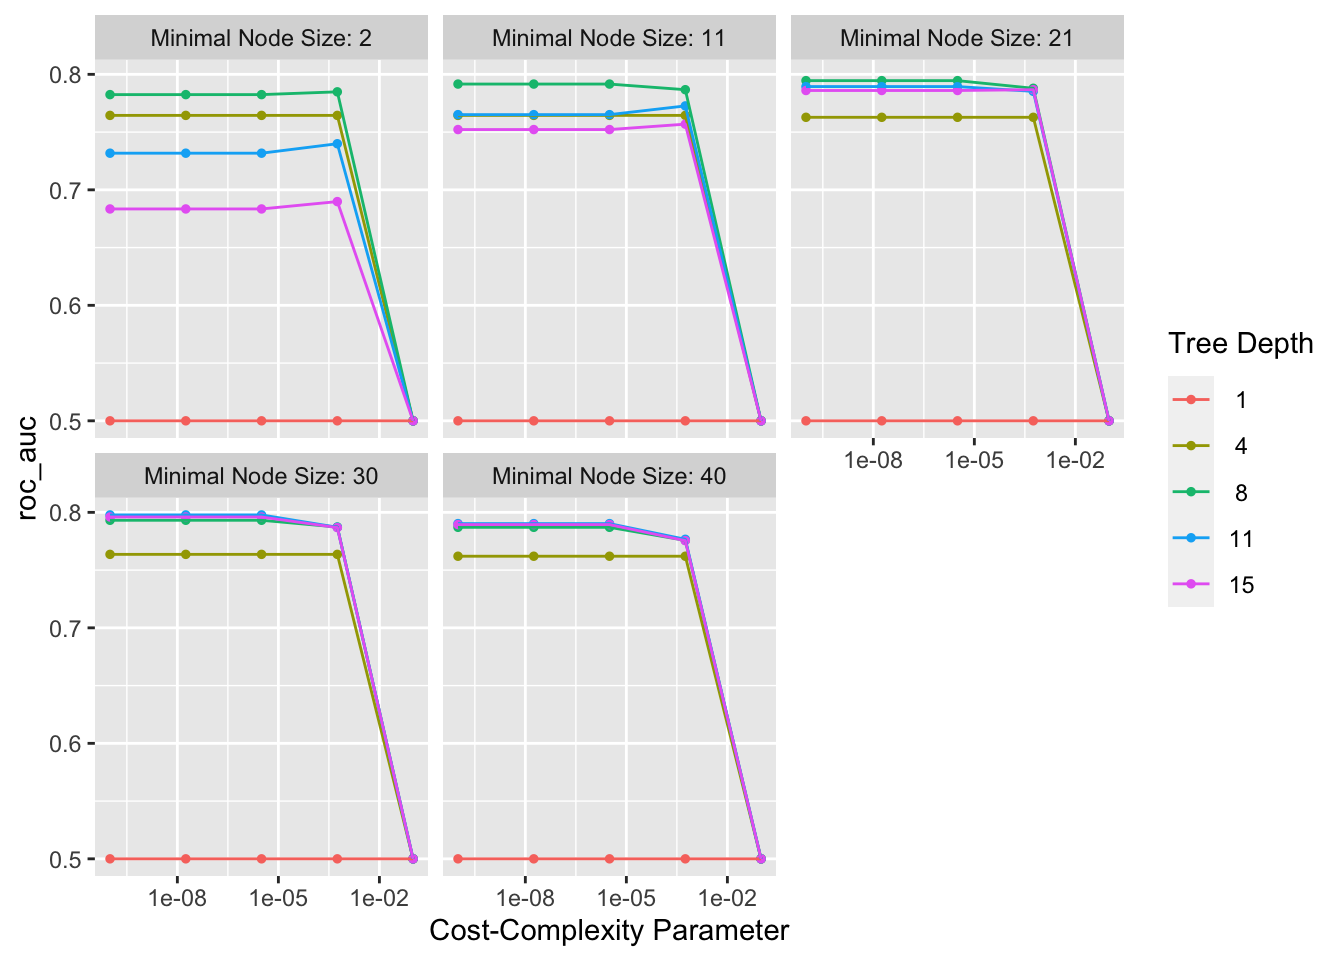 Minimal Node Size: 2
Minimal Node Size: 11
Minimal Node Size: 21
0.8
0.7
0.6
0.5
1e-08 1e-05 1e-02
Minimal Node Size: 30
Minimal Node Size: 40
0.8
0.7
0.6
0.5
1e-08 1e-05 1e-02
1e-08 1e-05 1e-02
Cost-Complexity Parameter
roc_auc
Tree Depth
1
4
8
11
15